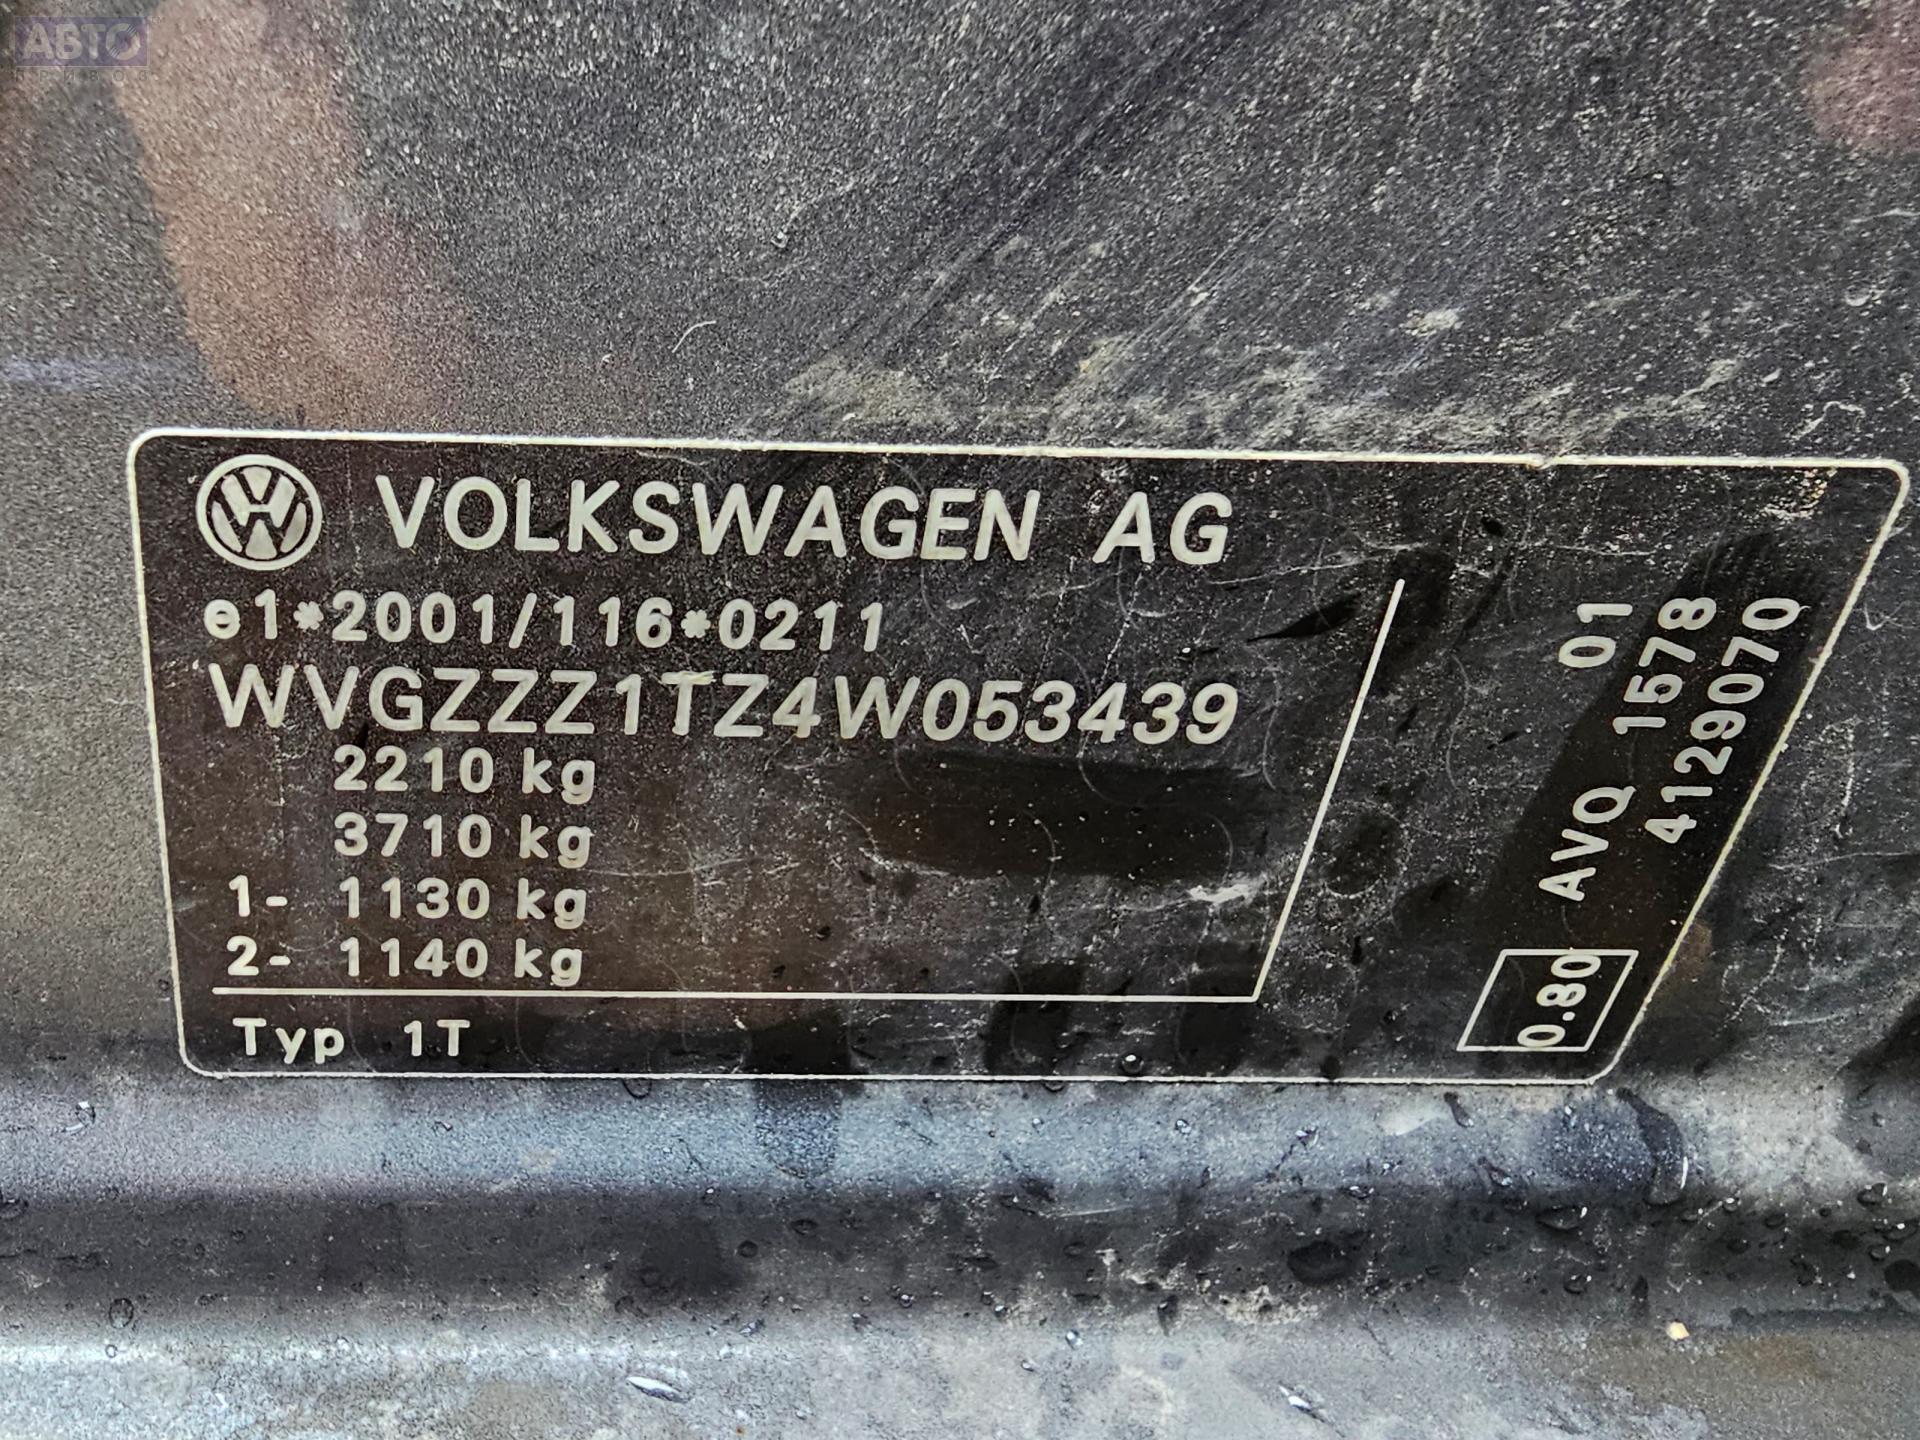 АВТО
ПРИВОЗ
VOLKSWAGEN AG
e1*2001/116*0211
WVGZZZ1TZ4W053439
2210 kg
3710 kg
1- 1130 kg
2- 1140 kg
Typ 1T
0.80 AVQ 01
1578
4129070